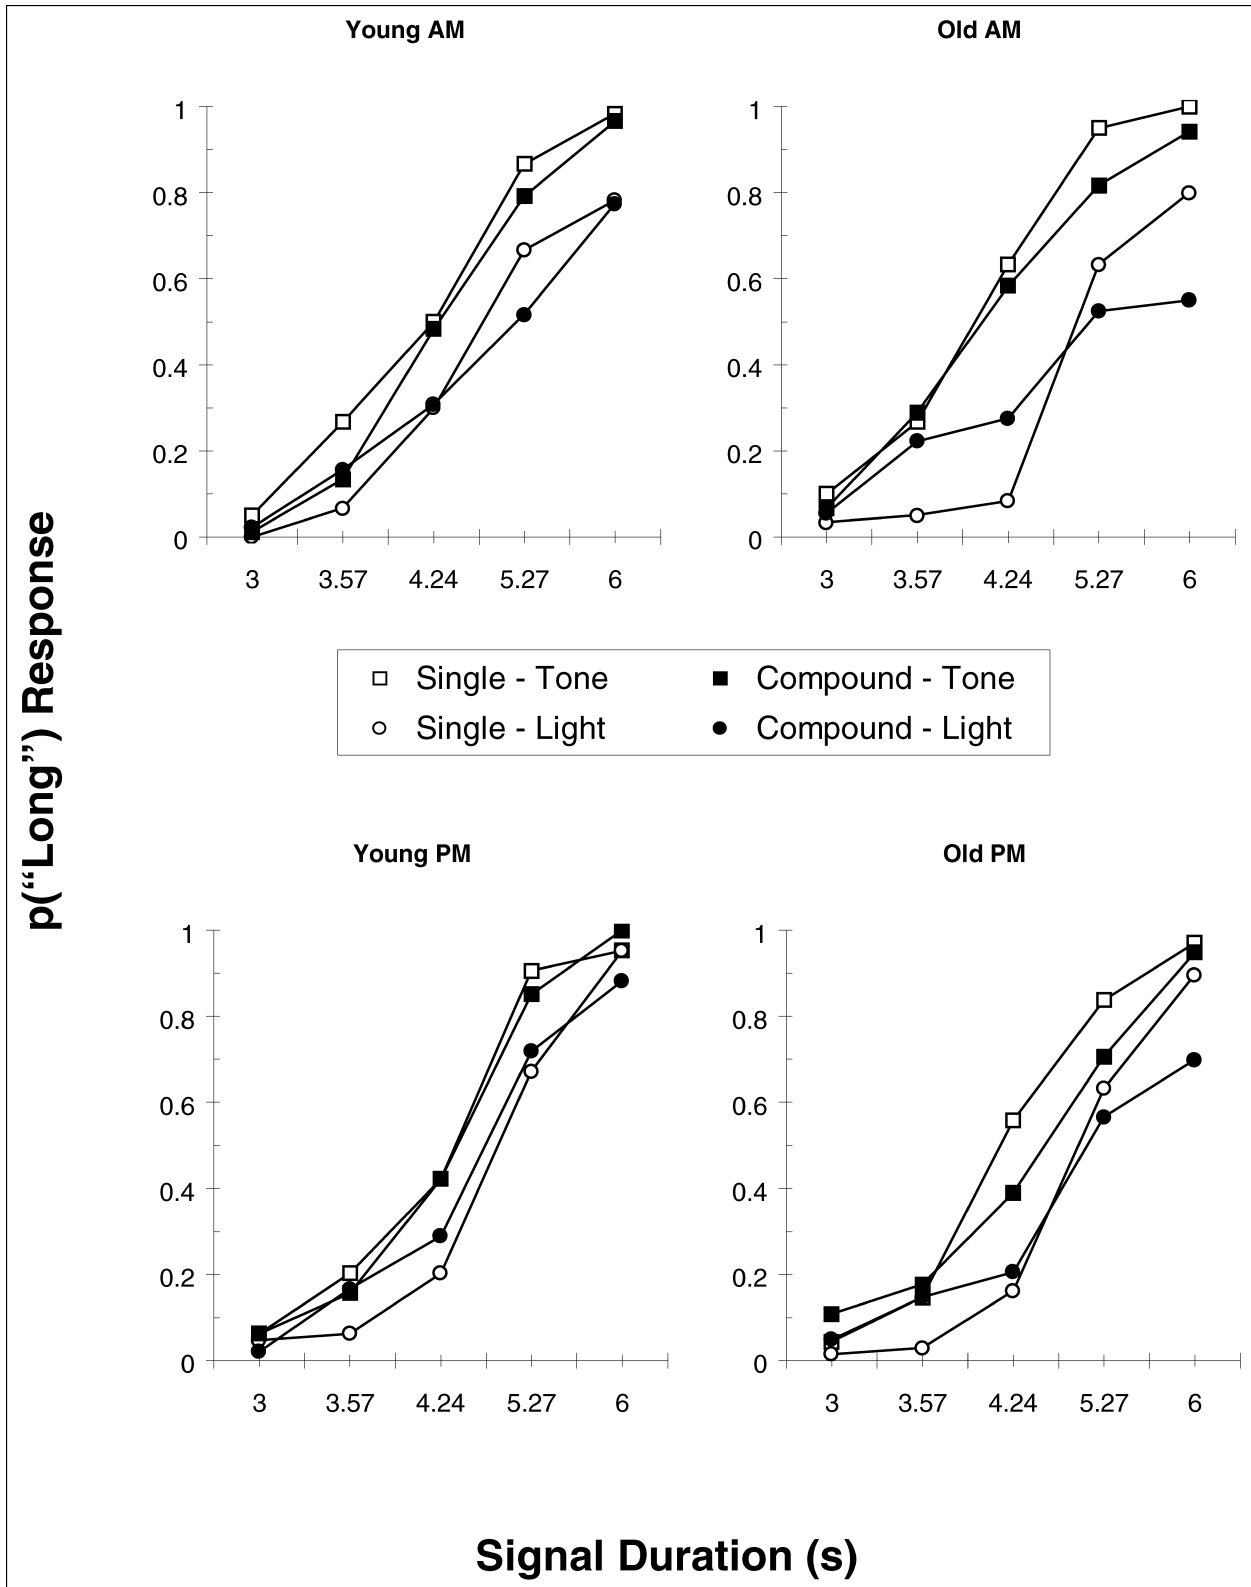 Young AM
Old AM
1
0.8
0.6
0.4
0.2
0
3 3.57 4.24 5.27 6
1
0.8
0.6
0.4
0.2
0
3 3.57 4.24 5.27 6
Single - Tone
Compound - Tone
Single - Light
Compound - Light
p(“Long”) Response
Young PM
Old PM
1
0.8
0.6
0.4
0.2
0
3 3.57 4.24 5.27 6
1
0.8
0.6
0.4
0.2
0
3 3.57 4.24 5.27 6
Signal Duration (s)